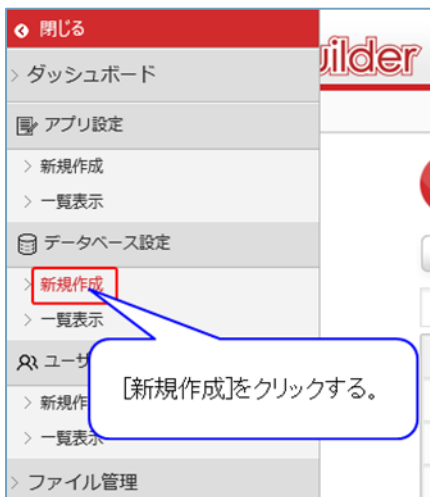 閉じる
uilder
ダッシュボード
アプリ設定
新規作成
一覧表示
データベース設定
新規作成
一覧表示
ユーザ
[新規作成]をクリックする。
新規作
一覧表示
ファイル管理